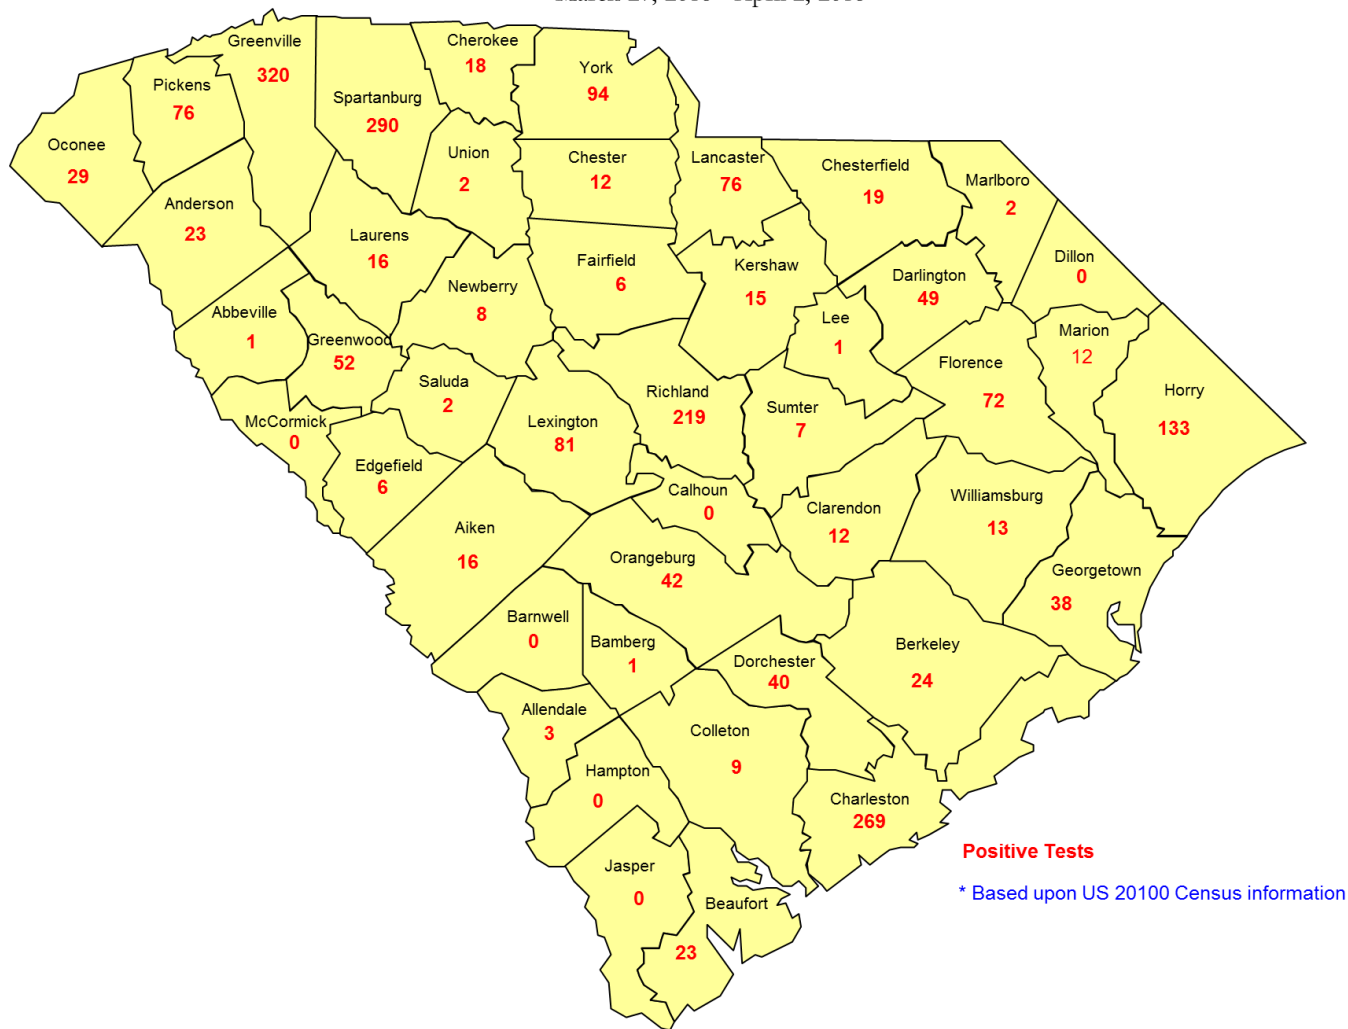 Greenville
320
Cherokee
18
York
94
Pickens
76
Spartanburg
290
Oconee
29
Union
2
Chester
12
Lancaster
76
Chesterfield
19
Marlboro
2
Anderson
23
Laurens
16
Fairfield
6
Kershaw
15
Darlington
49
Dillon
0
Newberry
8
Abbeville
1
Greenwood
52
Lee
1
Marion
12
Saluda
2
Richland
219
Florence
72
Horry
133
McCormick
0
Lexington
81
Sumter
7
Edgefield
6
Calhoun
0
Clarendon
12
Williamsburg
13
Aiken
16
Orangeburg
42
Georgetown
38
Barnwell
0
Bamberg
1
Dorchester
40
Berkeley
24
Allendale
3
Colleton
9
Hampton
0
Charleston
269
Positive Tests
Jasper
0
* Based upon US 20100 Census information
Beaufort
23